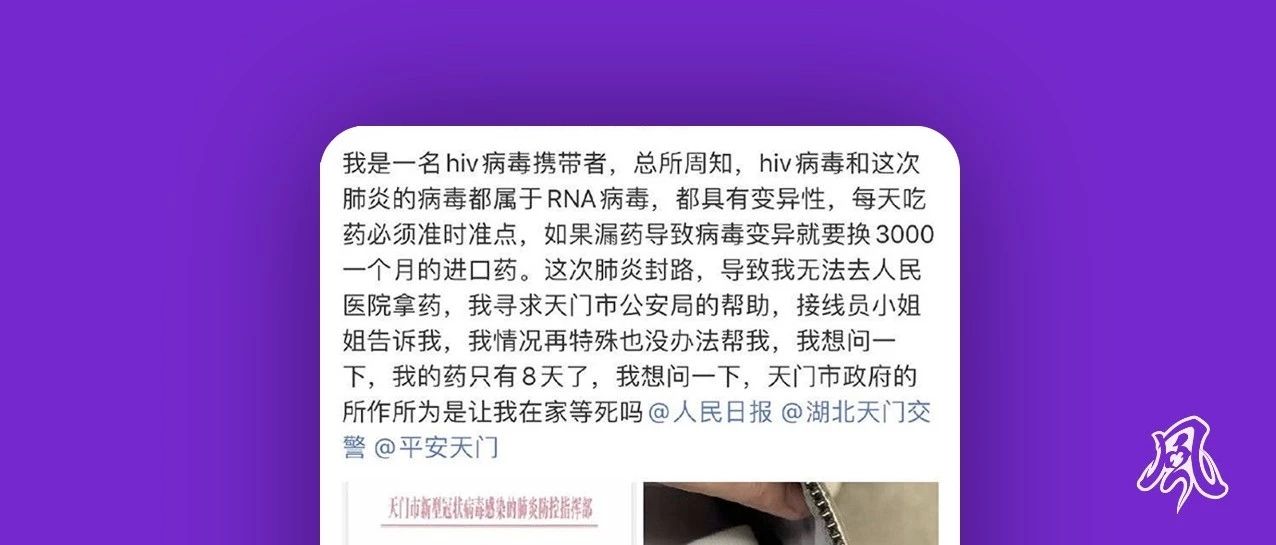 我是一名hiv病毒携带者，总所周知，hiv病毒和这次
肺炎的病毒都属于RNA病毒，都具有变异性，每天吃
药必须准时准点，如果漏药导致病毒变异就要换3000
一个月的进口药。这次肺炎封路，导致我无法去人民
医院拿药，我寻求天门市公安局的帮助，接线员小姐
姐告诉我，我情况再特殊也没办法帮我，我想问一
下，我的药只有8天了，我想问一下，天门市政府的
所作所为是让我在家等死吗@人民日报 @湖北天门交
警 @平安天门
天门市新型冠状病毒感染的肺炎防控指挥部
風